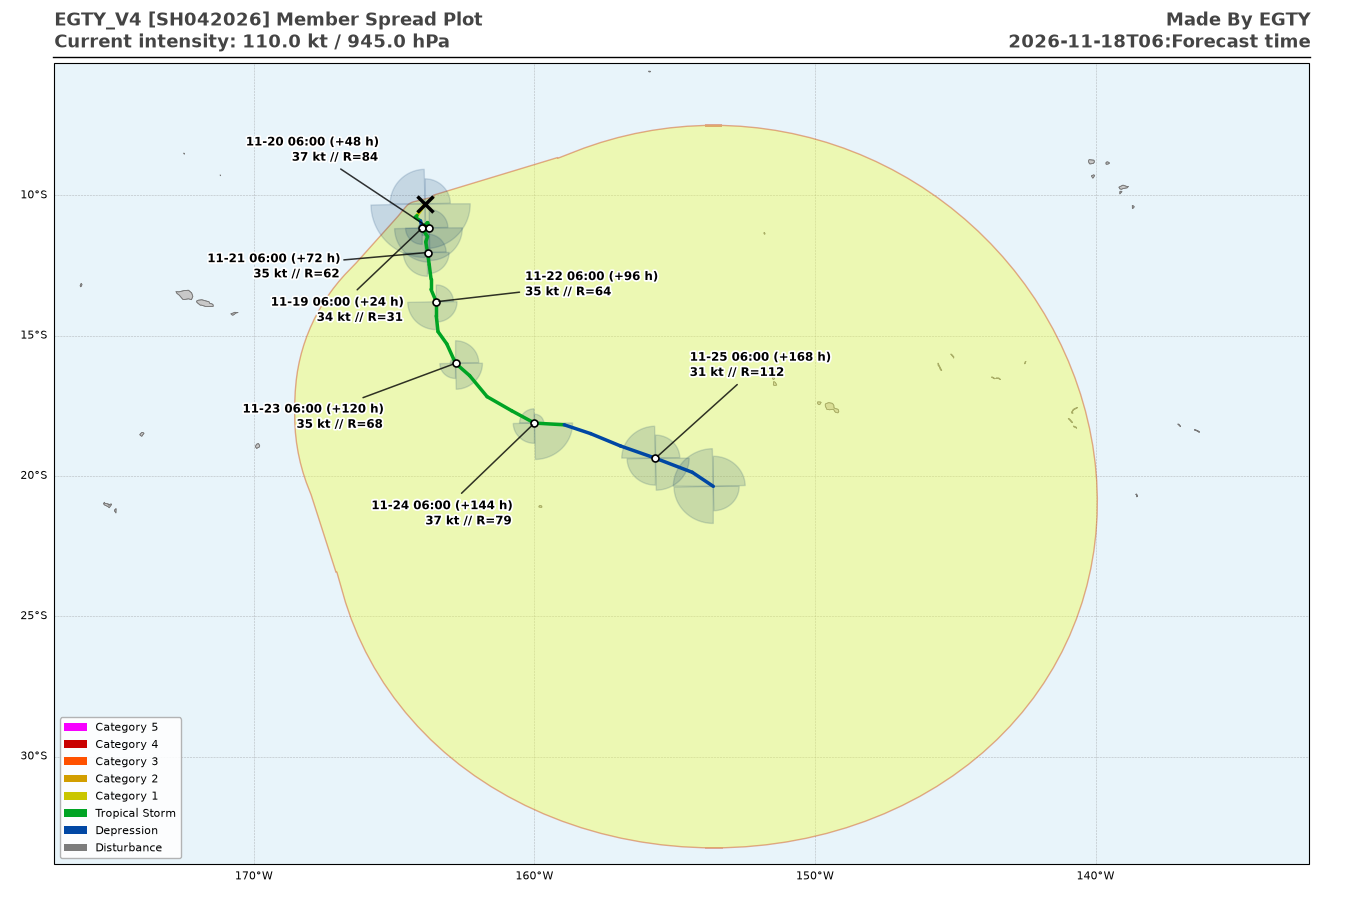 EGTY_V4 [SH042026] Member Spread Plot
Current intensity: 110.0 kt / 945.0 hPa
Made By EGTY
2026-11-18T06:Forecast time
11-20 06:00 (+48 h)
37 kt // R=84
11-21 06:00 (+72 h)
35 kt // R=62
11-19 06:00 (+24 h)
34 kt // R=31
11-22 06:00 (+96 h)
35 kt // R=64
11-25 06:00 (+168 h)
31 kt // R=112
11-23 06:00 (+120 h)
35 kt // R=68
11-24 06:00 (+144 h)
37 kt // R=79
10°S
15°S
20°S
25°S
30°S
Category 5
Category 4
Category 3
Category 2
Category 1
Tropical Storm
Depression
Disturbance
170°W
160°W
150°W
140°W